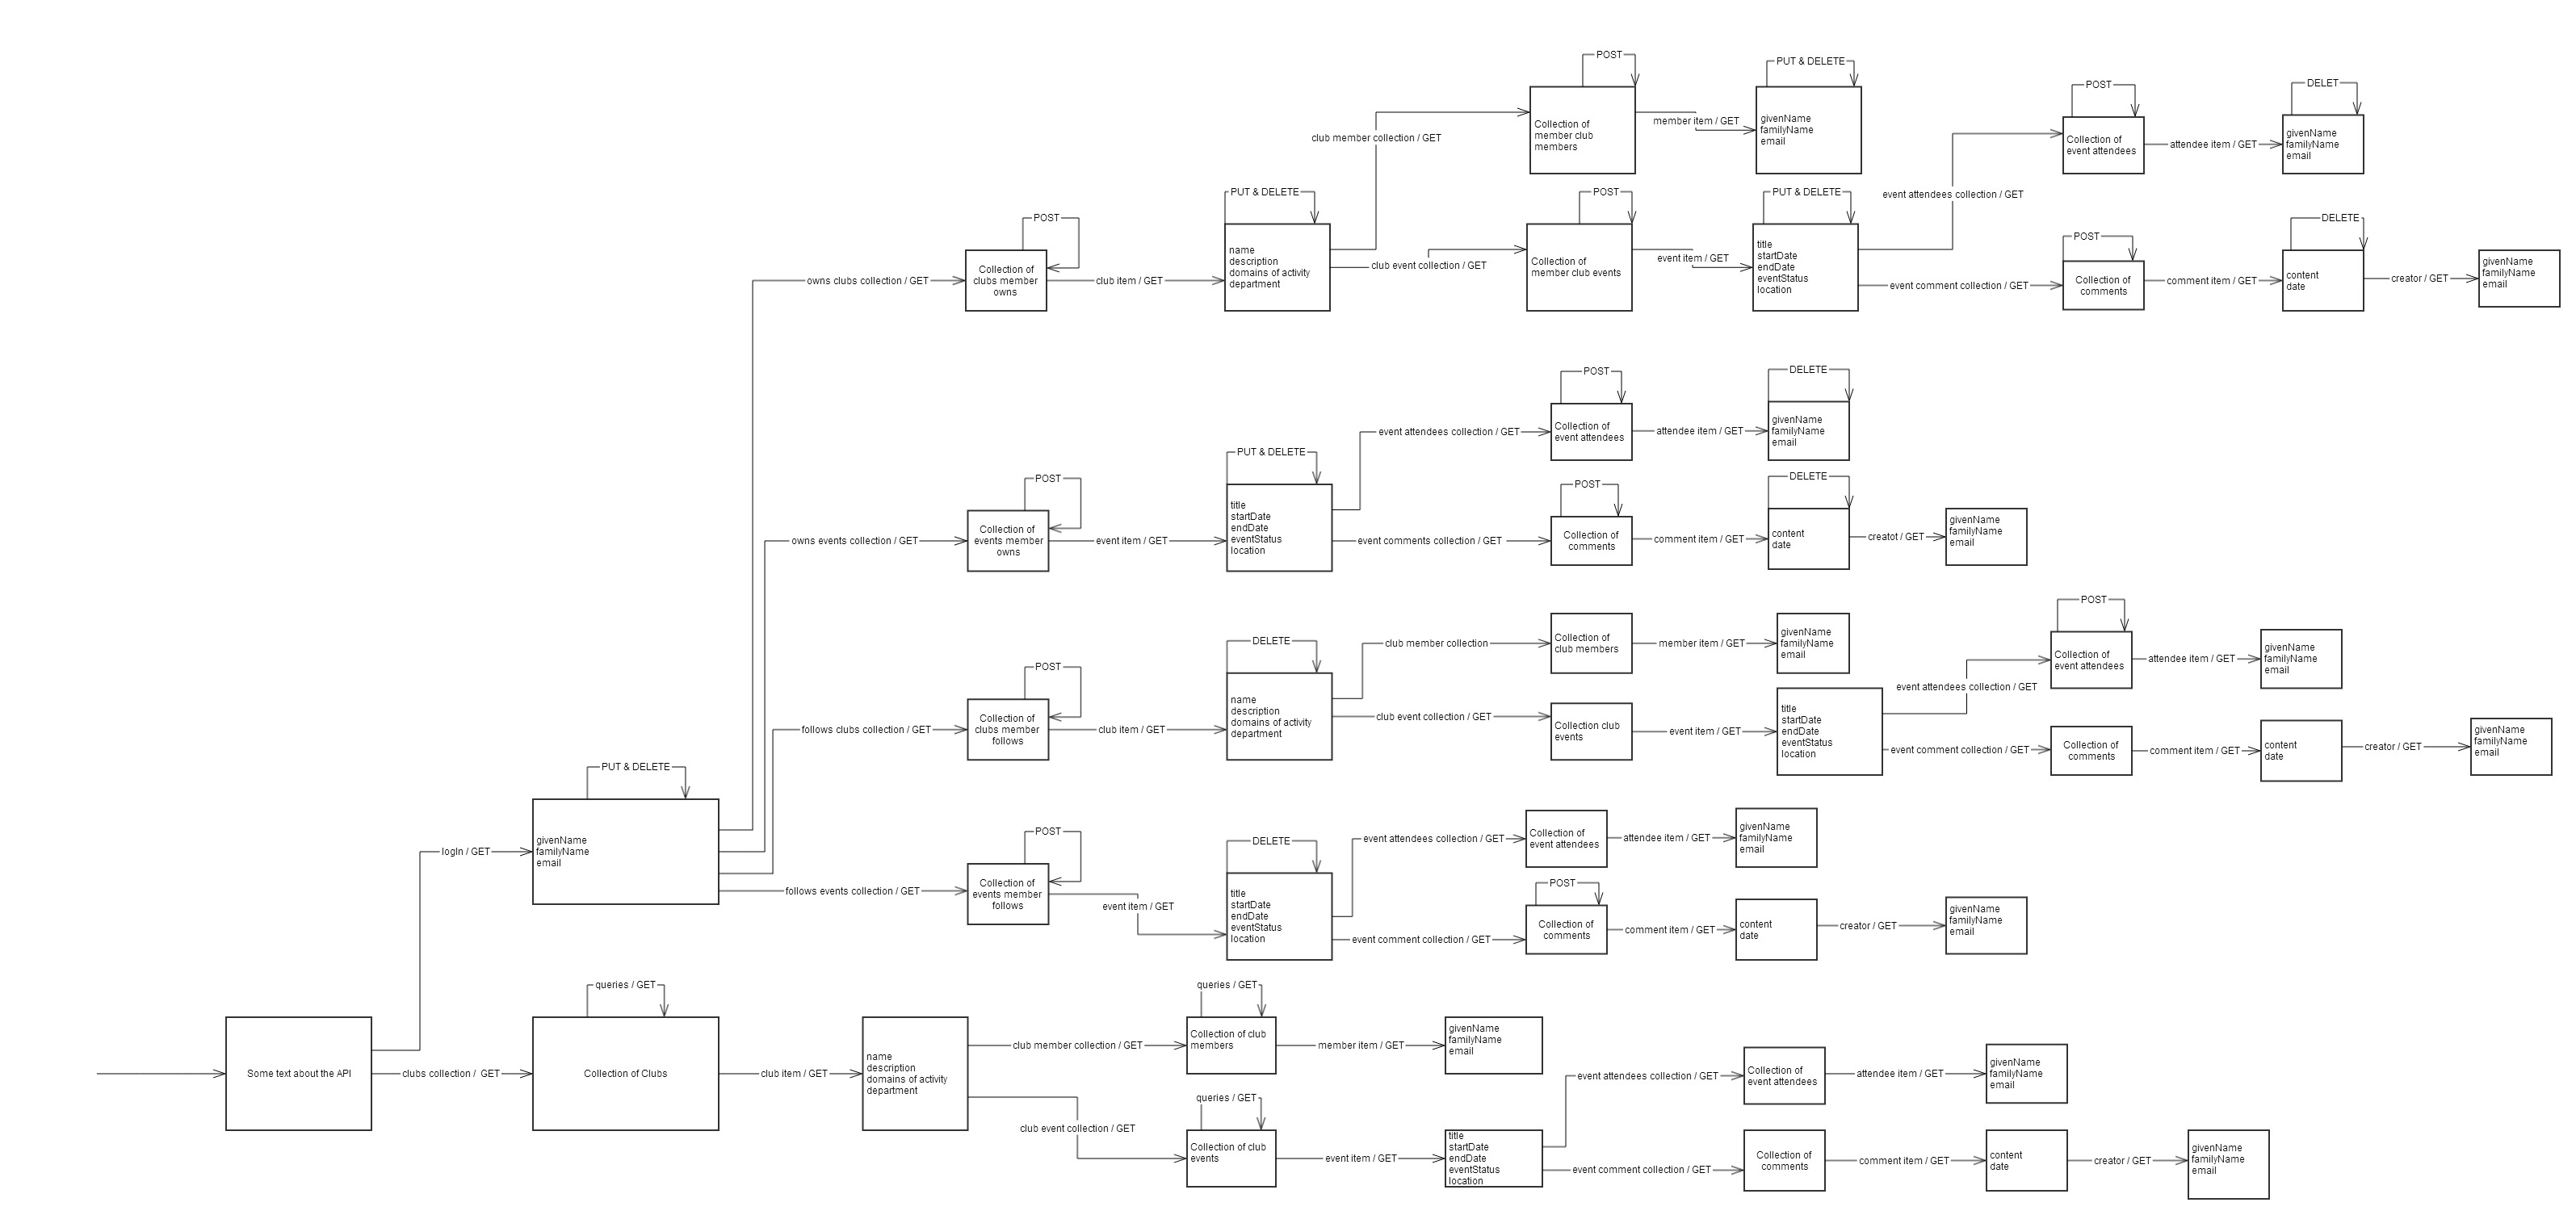 POST
PUT & DELETE
Collection of
member club
members
member item / GET
givenName
familyName
email
club member collection / GET
POST
Collection of
event attendees
attendee item / GET
DELET
givenName
familyName
email
event attendees collection / GET
POST
Collection of
clubs member
owns
owns clubs collection / GET
club item / GET
PUT & DELETE
name
description
domains of activity
department
club event collection / GET
POST
Collection of
member club events
event item / GET
PUT & DELETE
title
startDate
endDate
eventStatus
location
event comment collection / GET
POST
Collection of
comments
comment item / GET
DELETE
content
date
creator / GET
givenName
familyName
email
owns events collection / GET
POST
Collection of
events member
owns
event item / GET
PUT & DELETE
title
startDate
endDate
eventStatus
location
event attendees collection / GET
POST
Collection of
event attendees
attendee item / GET
DELETE
givenName
familyName
email
event comments collection / GET
POST
Collection of
comments
comment item / GET
DELETE
content
date
creatot / GET
givenName
familyName
email
follows clubs collection / GET
POST
Collection of
clubs member
follows
club item / GET
DELETE
name
description
domains of activity
department
club member collection
Collection of
club members
member item / GET
givenName
familyName
email
club event collection / GET
Collection club
events
event item / GET
title
startDate
endDate
eventStatus
location
event attendees collection / GET
POST
Collection of
event attendees
attendee item / GET
givenName
familyName
email
event comment collection / GET
Collection of
comments
comment item / GET
content
date
creator / GET
givenName
familyName
email
logIn / GET
PUT & DELETE
givenName
familyName
email
follows events collection / GET
POST
Collection of
events member
follows
event item / GET
DELETE
title
startDate
endDate
eventStatus
location
event attendees collection / GET
Collection of
event attendees
attendee item / GET
givenName
familyName
email
event comment collection / GET
POST
Collection of
comments
comment item / GET
content
date
creator / GET
givenName
familyName
email
Some text about the API
clubs collection / GET
queries / GET
Collection of Clubs
club item / GET
name
description
domains of activity
department
club member collection / GET
queries / GET
Collection of club
members
member item / GET
givenName
familyName
email
club event collection / GET
queries / GET
Collection of club
events
event item / GET
title
startDate
endDate
eventStatus
location
event attendees collection / GET
Collection of
event attendees
attendee item / GET
givenName
familyName
email
event comment collection / GET
Collection of
comments
comment item / GET
content
date
creator / GET
givenName
familyName
email